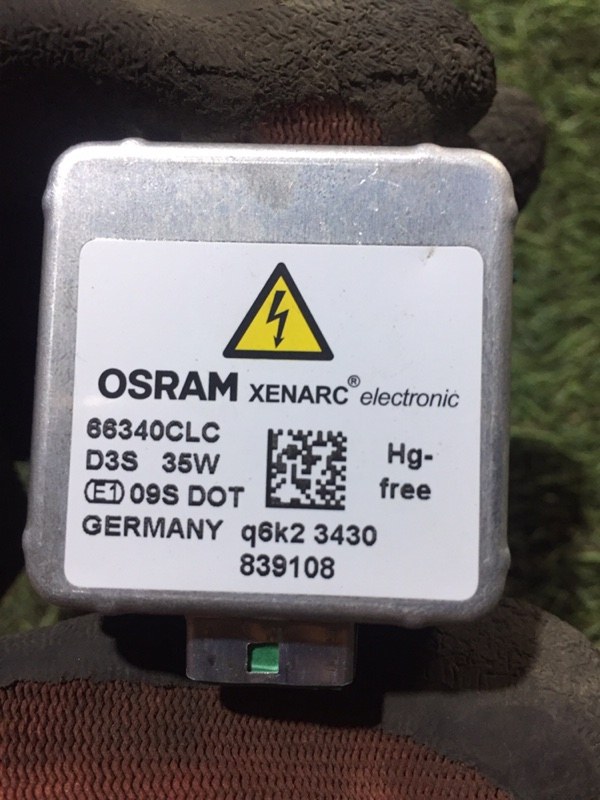 OSRAM XENARC® electronic
66340CLC
D3S 35W
Hg-
free
E1 09S DOT
GERMANY q6k2 3430
839108